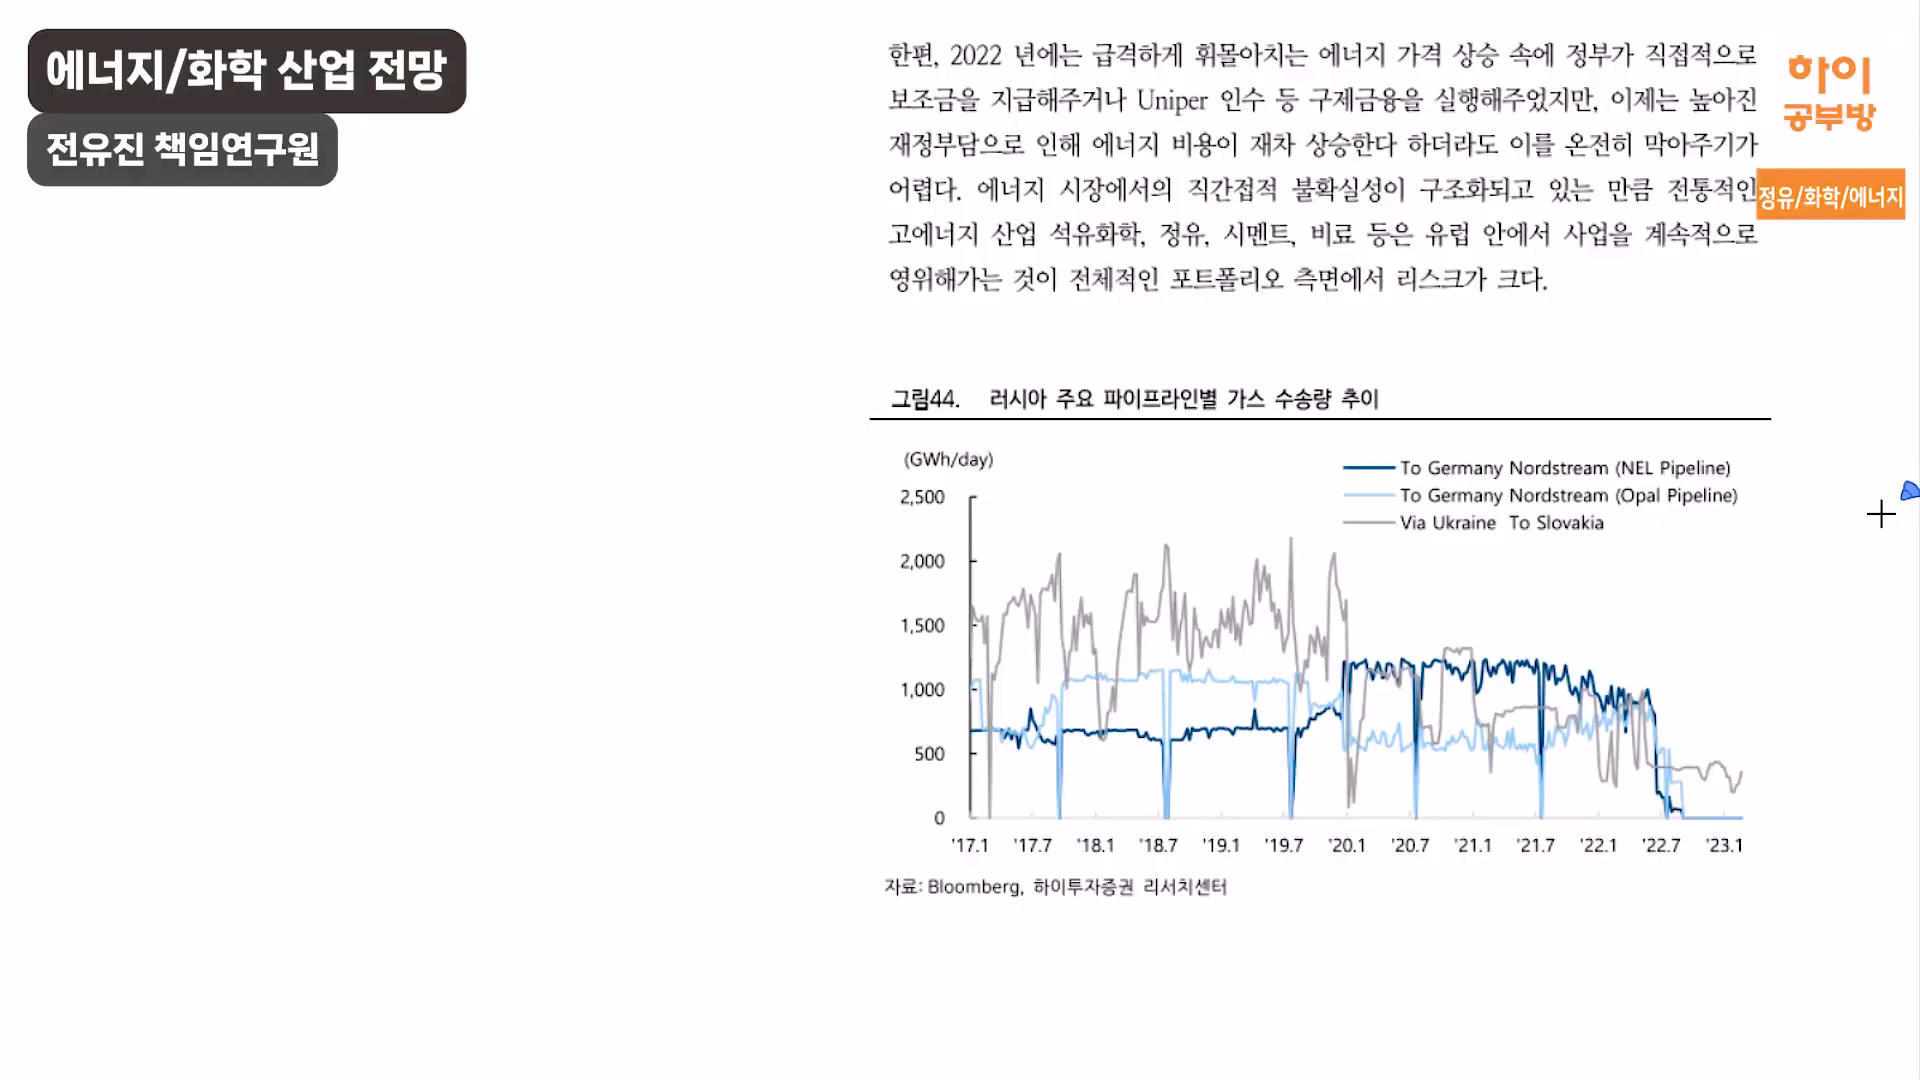 에너지/화학 산업 전망
전유진 책임연구원
한편, 2022 년에는 급격하게 휘몰아치는 에너지 가격 상승 속에 정부가 직접적으로
보조금을 지급해주거나 Uniper 인수 등 구제금융을 실행해주었지만, 이제는 높아진
재정부담으로 인해 에너지 비용이 재차 상승한다 하더라도 이를 온전히 막아주기가
어렵다. 에너지 시장에서의 직간접적 불확실성이 구조화되고 있는 만큼 전통적인
고에너지 산업 석유화학, 정유, 시멘트, 비료 등은 유럽 안에서 사업을 계속적으로
영위해가는 것이 전체적인 포트폴리오 측면에서 리스크가 크다.
하이
공부방
정유/화학/에너지
그림44. 러시아 주요 파이프라인별 가스 수송량 추이
(GWh/day)
To Germany Nordstream (NEL Pipeline)
To Germany Nordstream (Opal Pipeline)
Via Ukraine To Slovakia
2,500
2,000
1,500
1,000
500
0
'17.1 '17.7 '18.1 '18.7 '19.1 '19.7 '20.1 '20.7 '21.1 '21.7 '22.1 '22.7 '23.1
자료: Bloomberg, 하이투자증권 리서치센터